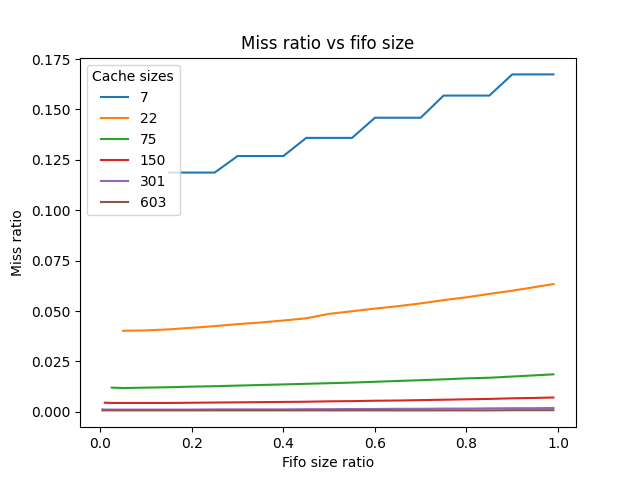 Miss ratio vs fifo size
Cache sizes
7
22
75
150
301
603
Miss ratio
0.175
0.150
0.125
0.100
0.075
0.050
0.025
0.000
0.0 0.2 0.4 0.6 0.8 1.0
Fifo size ratio